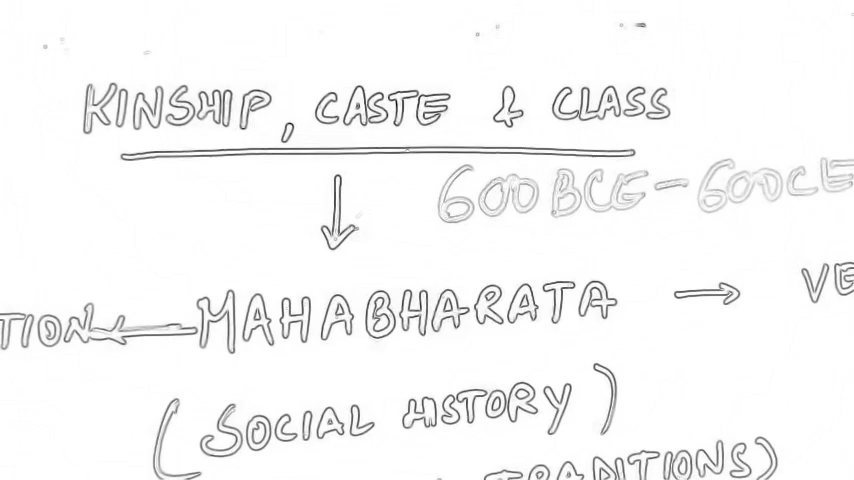 KINSHIP, CASTE & CLASS
600 BCE - 600 CE
TION ← MAHABHARATA → VE
(SOCIAL HISTORY)
TRADITIONS)